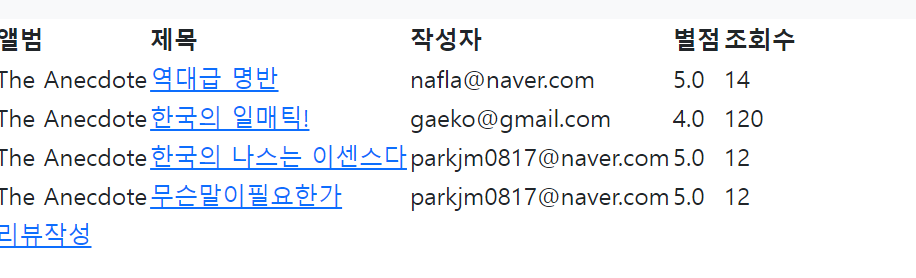 앨범 제목 작성자 별점 조회수
The Anecdote 역대급 명반 nafla@naver.com 5.0 14
The Anecdote 한국의 일매틱! gaeko@gmail.com 4.0 120
The Anecdote 한국의 나스는 이센스다 parkjm0817@naver.com 5.0 12
The Anecdote 무슨말이필요한가 parkjm0817@naver.com 5.0 12
리뷰작성